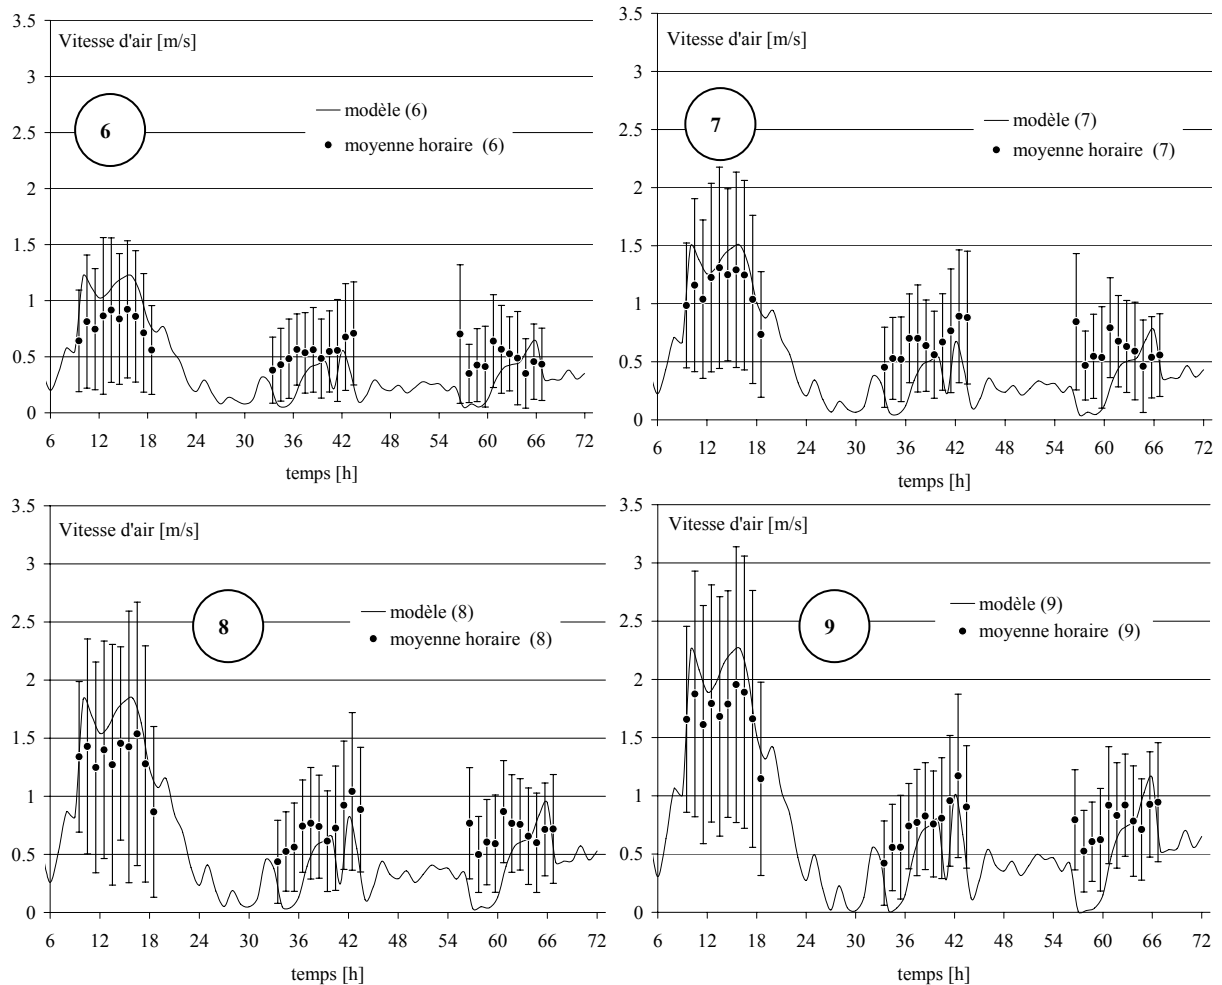 3.5
Vitesse d'air [m/s]
3
2.5
2
1.5
1
0.5
0
6
modèle (6)
moyenne horaire (6)
6 12 18 24 30 36 42 48 54 60 66 72
temps [h]
3.5
Vitesse d'air [m/s]
3
2.5
2
1.5
1
0.5
0
7
modèle (7)
moyenne horaire (7)
6 12 18 24 30 36 42 48 54 60 66 72
temps [h]
3.5
Vitesse d'air [m/s]
3
2.5
2
1.5
1
0.5
0
8
modèle (8)
moyenne horaire (8)
6 12 18 24 30 36 42 48 54 60 66 72
temps [h]
3.5
Vitesse d'air [m/s]
3
2.5
2
1.5
1
0.5
0
9
modèle (9)
moyenne horaire (9)
6 12 18 24 30 36 42 48 54 60 66 72
temps [h]